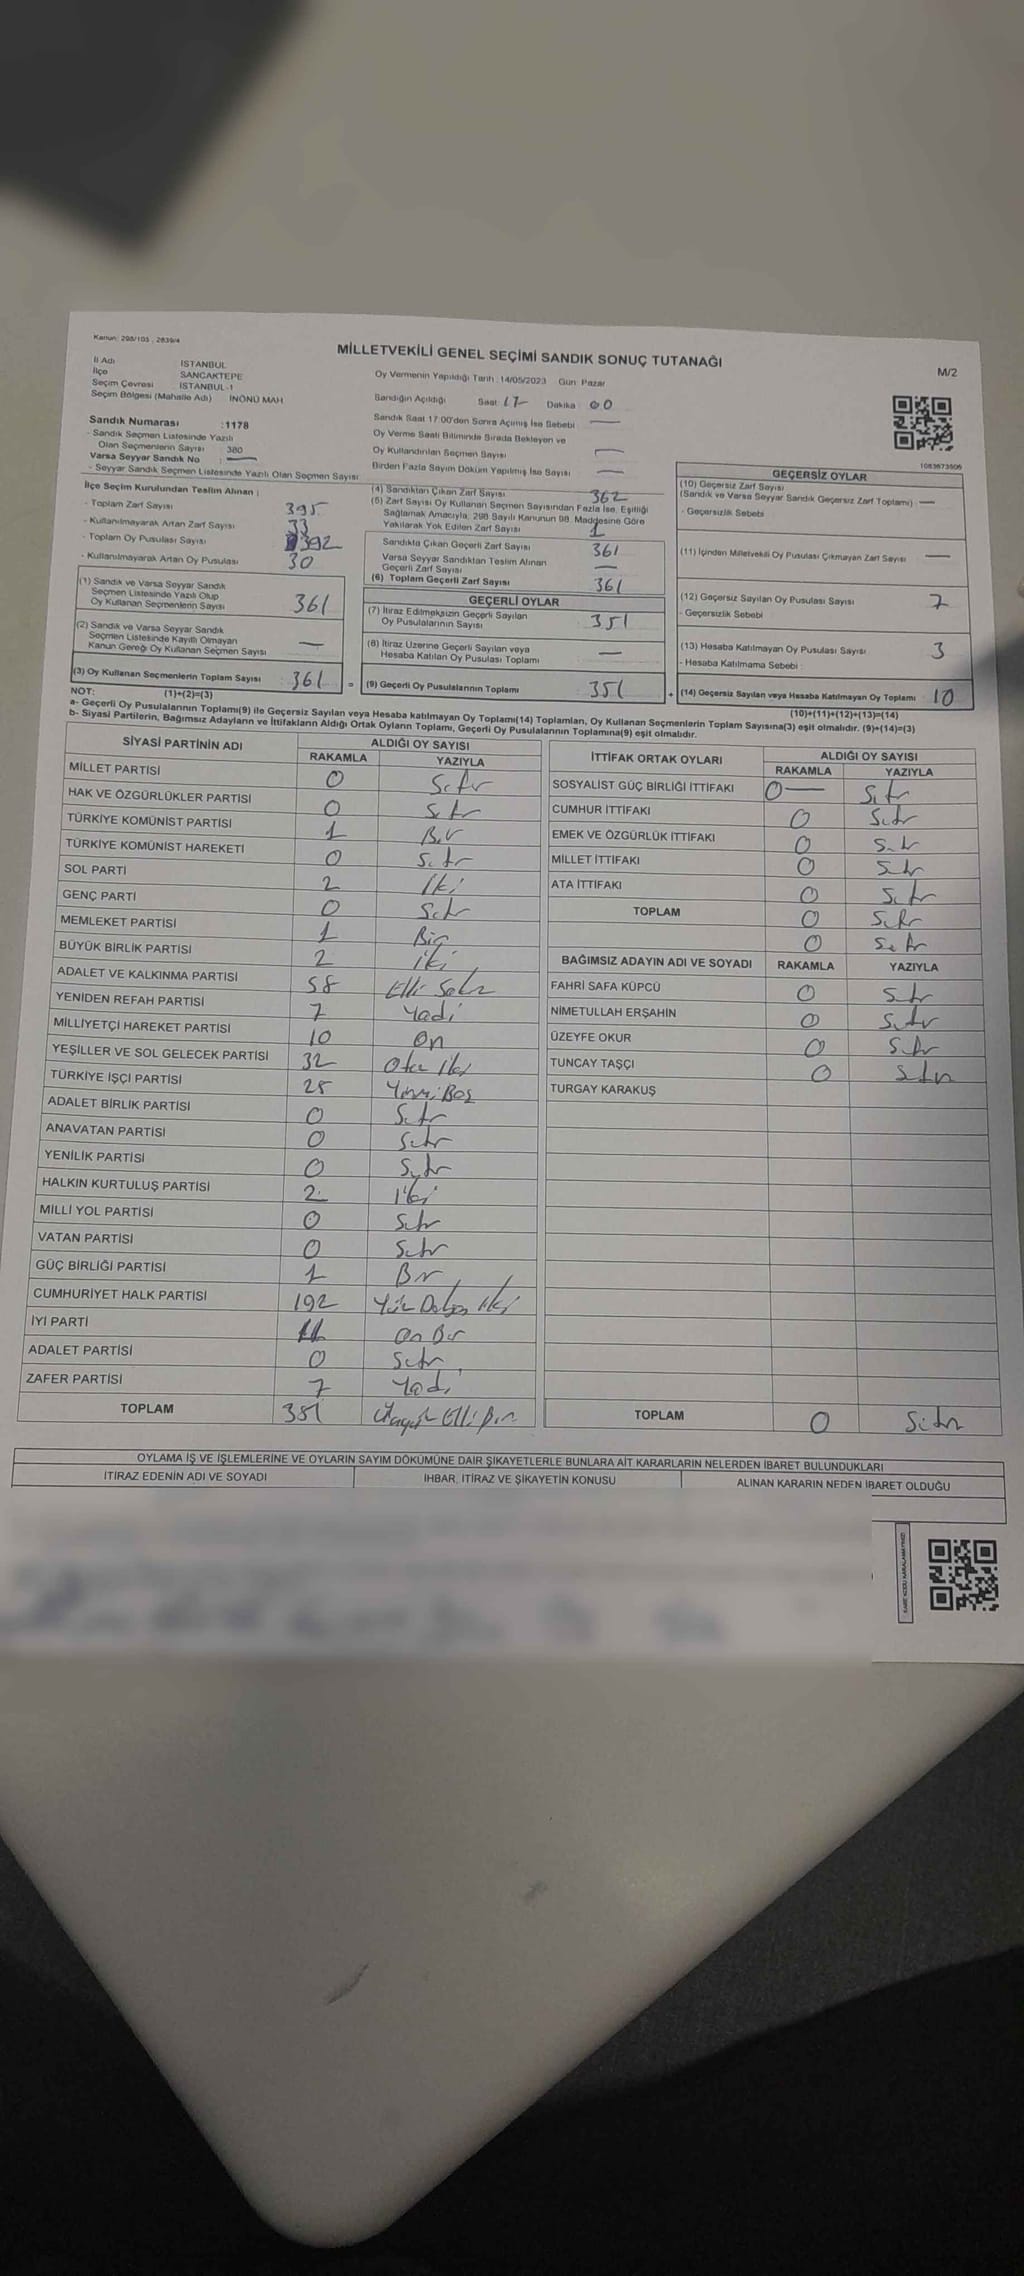 Kanun: 298/103 , 2839/4
MİLLETVEKİLİ GENEL SEÇİMİ SANDIK SONUÇ TUTANAĞI
M/2
İl Adı İSTANBUL
İlçe SANCAKTEPE
Seçim Çevresi İSTANBUL-1
Seçim Bölgesi (Mahalle Adı) İNÖNÜ MAH
Oy Vermenin Yapıldığı Tarih : 14/05/2023 Gün: Pazar
Sandığın Açıldığı Saat 17 Dakika 00
Sandık Saat 17:00'den Sonra Açılmış İse Sebebi —
Oy Verme Saati Bitiminde Sırada Bekleyen ve
Oy Kullandırılan Seçmen Sayısı —
Birden Fazla Sayım Döküm Yapılmış İse Sayısı —
Sandık Numarası :1178
- Sandık Seçmen Listesinde Yazılı
Olan Seçmenlerin Sayısı 380
Varsa Seyyar Sandık No : —
- Seyyar Sandık Seçmen Listesinde Yazılı Olan Seçmen Sayısı:
İlçe Seçim Kurulundan Teslim Alınan :
- Toplam Zarf Sayısı 395
- Kullanılmayarak Artan Zarf Sayısı 33
- Toplam Oy Pusulası Sayısı 392
- Kullanılmayarak Artan Oy Pusulası 30
(1) Sandık ve Varsa Seyyar Sandık
Seçmen Listesinde Yazılı Olup
Oy Kullanan Seçmenlerin Sayısı 361
(2) Sandık ve Varsa Seyyar Sandık
Seçmen Listesinde Kayıtlı Olmayan
Kanun Gereği Oy Kullanan Seçmen Sayısı —
(3) Oy Kullanan Seçmenlerin Toplam Sayısı 361
(1)+(2)=(3)
(4) Sandıktan Çıkan Zarf Sayısı 362
(5) Zarf Sayısı Oy Kullanan Seçmen Sayısından Fazla İse, Eşitliği
Sağlamak Amacıyla, 298 Sayılı Kanunun 98. Maddesine Göre
Yakılarak Yok Edilen Zarf Sayısı 1
Sandıkta Çıkan Geçerli Zarf Sayısı 361
Varsa Seyyar Sandıktan Teslim Alınan
Geçerli Zarf Sayısı —
(6) Toplam Geçerli Zarf Sayısı 361
GEÇERLİ OYLAR
(7) İtiraz Edilmeksizin Geçerli Sayılan
Oy Pusulalarının Sayısı 351
(8) İtiraz Üzerine Geçerli Sayılan veya
Hesaba Katılan Oy Pusulası Toplamı —
= (9) Geçerli Oy Pusulalarının Toplamı 351
1083673506
GEÇERSİZ OYLAR
(10) Geçersiz Zarf Sayısı
(Sandık ve Varsa Seyyar Sandık Geçersiz Zarf Toplamı) —
- Geçersizlik Sebebi
(11) İçinden Milletvekili Oy Pusulası Çıkmayan Zarf Sayısı —
(12) Geçersiz Sayılan Oy Pusulası Sayısı 7
- Geçersizlik Sebebi
(13) Hesaba Katılmayan Oy Pusulası Sayısı 3
- Hesaba Katılmama Sebebi :
+ (14) Geçersiz Sayılan veya Hesaba Katılmayan Oy Toplamı 10
(10)+(11)+(12)+(13)=(14)
NOT:
a- Geçerli Oy Pusulalarının Toplamı(9) ile Geçersiz Sayılan veya Hesaba katılmayan Oy Toplamı(14) Toplamları, Oy Kullanan Seçmenlerin Toplam Sayısına(3) eşit olmalıdır. (9)+(14)=(3)
b- Siyasi Partilerin, Bağımsız Adayların ve İttifakların Aldığı Ortak Oyların Toplamı, Geçerli Oy Pusulalarının Toplamına(9) eşit olmalıdır.
SİYASİ PARTİNİN ADI ALDIĞI OY SAYISI
RAKAMLA YAZIYLA
MİLLET PARTİSİ 0 Sıfır
HAK VE ÖZGÜRLÜKLER PARTİSİ 0 Sıfır
TÜRKİYE KOMÜNİST PARTİSİ 1 Bir
TÜRKİYE KOMÜNİST HAREKETİ 0 Sıfır
SOL PARTİ 2 İki
GENÇ PARTİ 0 Sıfır
MEMLEKET PARTİSİ 1 Bir
BÜYÜK BİRLİK PARTİSİ 2 iki
ADALET VE KALKINMA PARTİSİ 58 Elli Sekiz
YENİDEN REFAH PARTİSİ 7 Yedi
MİLLİYETÇİ HAREKET PARTİSİ 10 On
YEŞİLLER VE SOL GELECEK PARTİSİ 32 Otuz iki
TÜRKİYE İŞÇİ PARTİSİ 25 Yirmi Beş
ADALET BİRLİK PARTİSİ 0 Sıfır
ANAVATAN PARTİSİ 0 Sıfır
YENİLİK PARTİSİ 0 Sıfır
HALKIN KURTULUŞ PARTİSİ 2 iki
MİLLİ YOL PARTİSİ 0 Sıfır
VATAN PARTİSİ 0 Sıfır
GÜÇ BİRLİĞİ PARTİSİ 1 Bir
CUMHURİYET HALK PARTİSİ 192 Yüz Doksan iki
İYİ PARTİ 11 On Bir
ADALET PARTİSİ 0 Sıfır
ZAFER PARTİSİ 7 Yedi
TOPLAM 351 Üçyüz Elli Bir
İTTİFAK ORTAK OYLARI ALDIĞI OY SAYISI
RAKAMLA YAZIYLA
SOSYALİST GÜÇ BİRLİĞİ İTTİFAKI 0— Sıfır
CUMHUR İTTİFAKI 0 Sıfır
EMEK VE ÖZGÜRLÜK İTTİFAKI 0 Sıfır
MİLLET İTTİFAKI 0 Sıfır
ATA İTTİFAKI 0 Sıfır
TOPLAM 0 Sıfır
0 Sıfır
BAĞIMSIZ ADAYIN ADI VE SOYADI RAKAMLA YAZIYLA
FAHRİ SAFA KÜPCÜ 0 Sıfır
NİMETULLAH ERŞAHİN 0 Sıfır
ÜZEYFE OKUR 0 Sıfır
TUNCAY TAŞÇI 0 Sıfır
TURGAY KARAKUŞ
TOPLAM 0 Sıfır
OYLAMA İŞ VE İŞLEMLERİNE VE OYLARIN SAYIM DÖKÜMÜNE DAİR ŞİKAYETLERLE BUNLARA AİT KARARLARIN NELERDEN İBARET BULUNDUKLARI
İTİRAZ EDENİN ADI VE SOYADI İHBAR, İTİRAZ VE ŞİKAYETİN KONUSU ALINAN KARARIN NEDEN İBARET OLDUĞU
KARE KODU KARALAMAYINIZ!